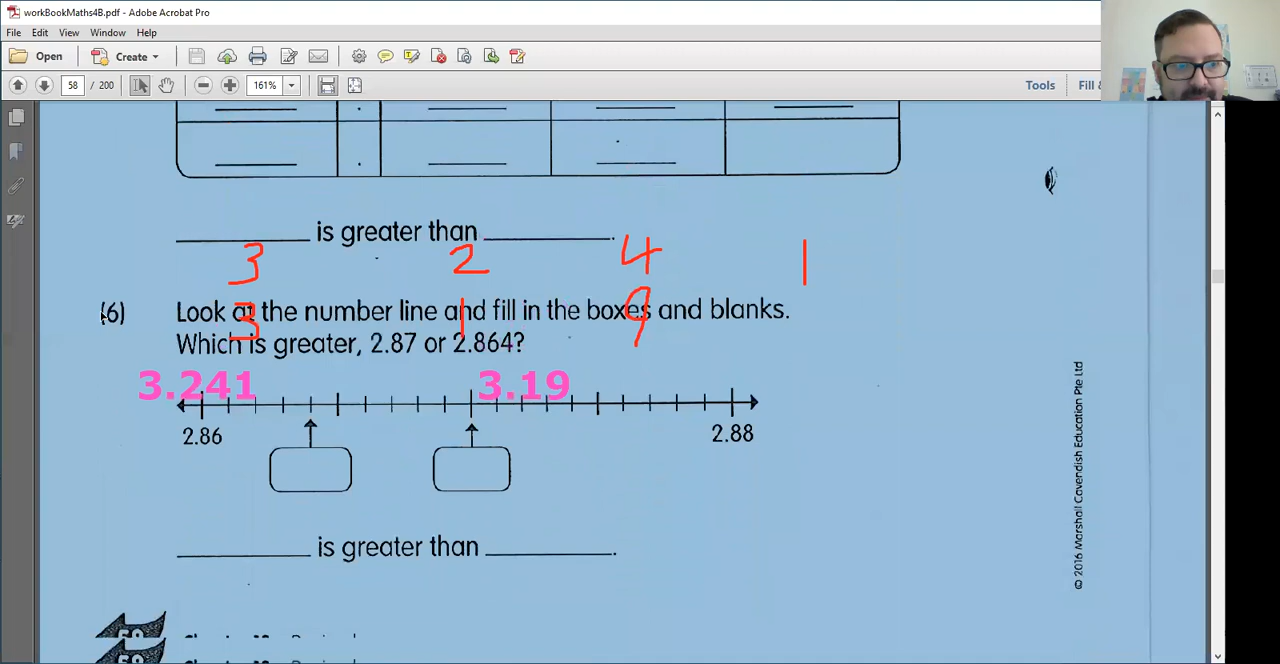 workBookMaths4B.pdf - Adobe Acrobat Pro
File Edit View Window Help
Open Create
58 / 200 161% Tools Fill &
is greater than .
3 2 4 1
(6) Look at the number line and fill in the boxes and blanks.
3 1 9
Which is greater, 2.87 or 2.864?
3.241 3.19
2.86 2.88
is greater than .
© 2016 Marshall Cavendish Education Pte Ltd